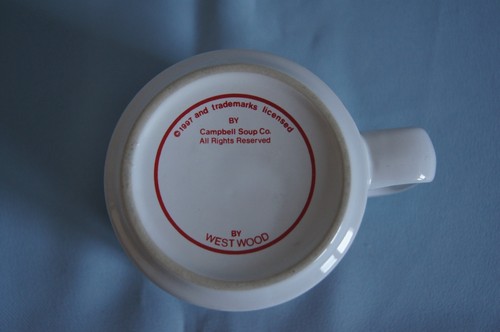 ©1997 and trademarks licensed
BY
Campbell Soup Co.
All Rights Reserved
BY
WESTWOOD